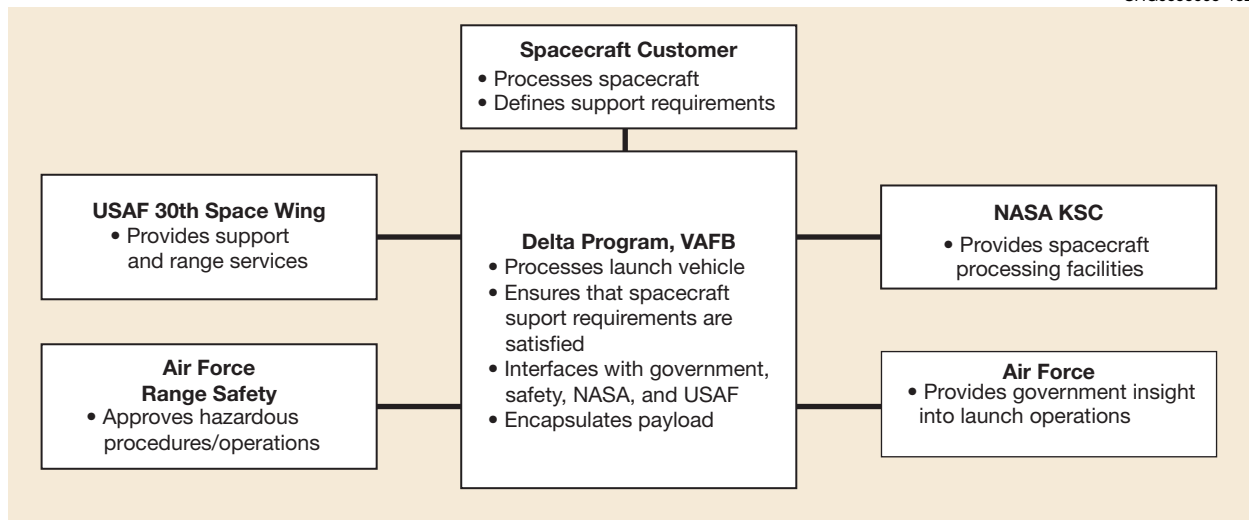 Spacecraft Customer
• Processes spacecraft
• Defines support requirements
USAF 30th Space Wing
• Provides support
and range services
Delta Program, VAFB
• Processes launch vehicle
• Ensures that spacecraft
suport requirements are
satisfied
• Interfaces with government,
safety, NASA, and USAF
• Encapsulates payload
NASA KSC
• Provides spacecraft
processing facilities
Air Force
Range Safety
• Approves hazardous
procedures/operations
Air Force
• Provides government insight
into launch operations